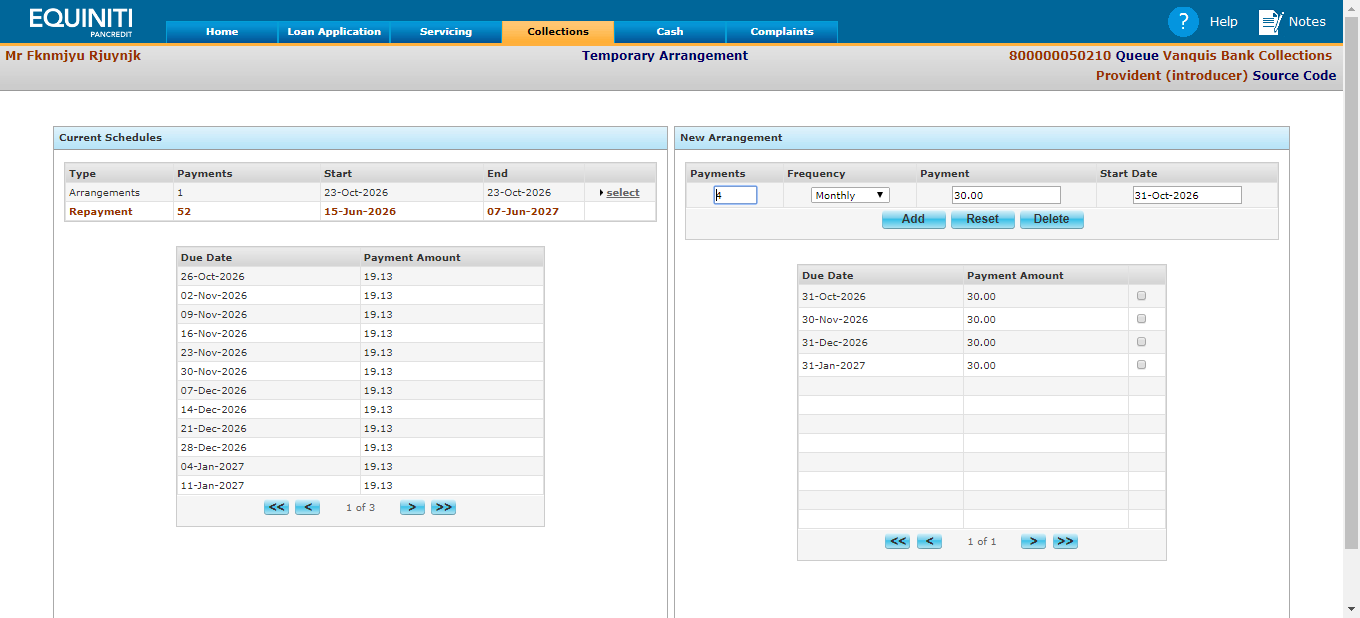 EQUINITI
PANCREDIT
Home Loan Application Servicing Collections Cash Complaints
? Help Notes
Mr Fknmjyu Rjuynjk
Temporary Arrangement
800000050210 Queue Vanquis Bank Collections
Provident (introducer) Source Code
Current Schedules
Type Payments Start End
Arrangements 1 23-Oct-2026 23-Oct-2026 select
Repayment 52 15-Jun-2026 07-Jun-2027
Due Date Payment Amount
26-Oct-2026 19.13
02-Nov-2026 19.13
09-Nov-2026 19.13
16-Nov-2026 19.13
23-Nov-2026 19.13
30-Nov-2026 19.13
07-Dec-2026 19.13
14-Dec-2026 19.13
21-Dec-2026 19.13
28-Dec-2026 19.13
04-Jan-2027 19.13
11-Jan-2027 19.13
<< < 1 of 3 > >>
New Arrangement
Payments Frequency Payment Start Date
4 Monthly 30.00 31-Oct-2026
Add Reset Delete
Due Date Payment Amount
31-Oct-2026 30.00
30-Nov-2026 30.00
31-Dec-2026 30.00
31-Jan-2027 30.00
<< < 1 of 1 > >>